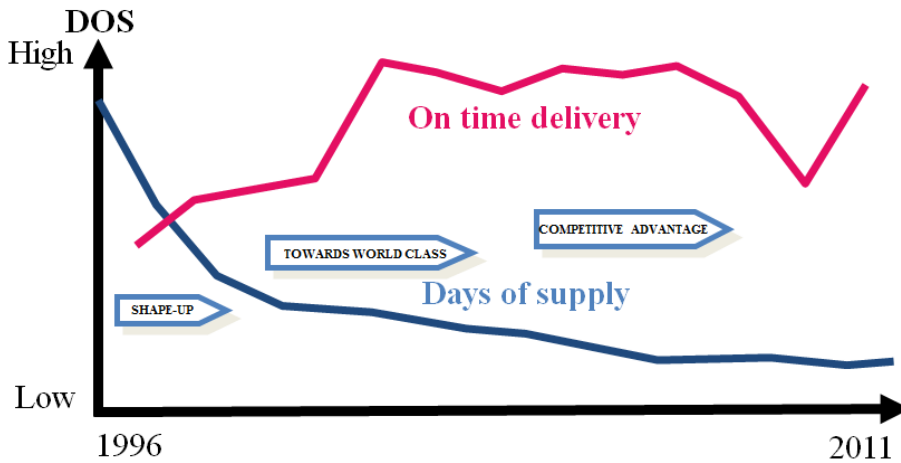 DOS
High
On time delivery
COMPETITIVE ADVANTAGE
TOWARDS WORLD CLASS
Days of supply
SHAPE-UP
Low
1996
2011